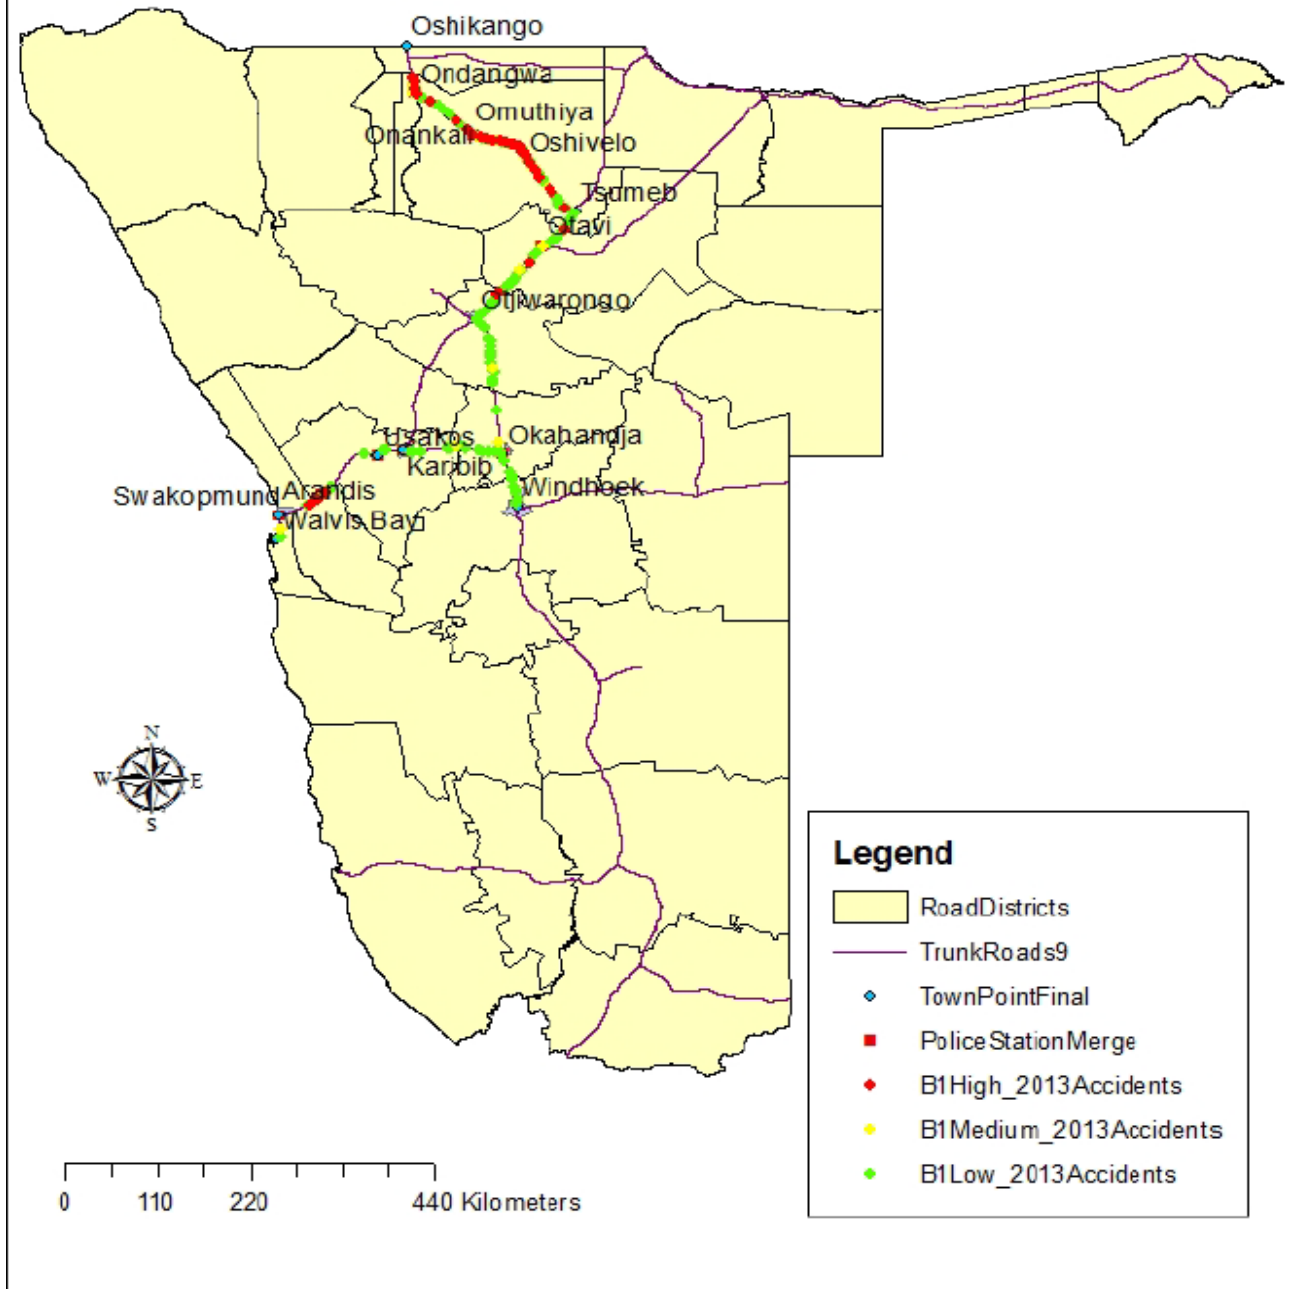 Oshikango
Ondangwa
Omuthiya
Onankali
Oshivelo
Tsumeb
Otavi
Otjiwarongo
Usakos
Okahandja
Karibib
Windhoek
Swakopmund
Arandis
Walvis Bay
N
W
E
S
Legend
RoadDistricts
TrunkRoads9
TownPointFinal
PoliceStationMerge
B1High_2013Accidents
B1Medium_2013Accidents
B1Low_2013Accidents
0 110 220 440 Kilometers